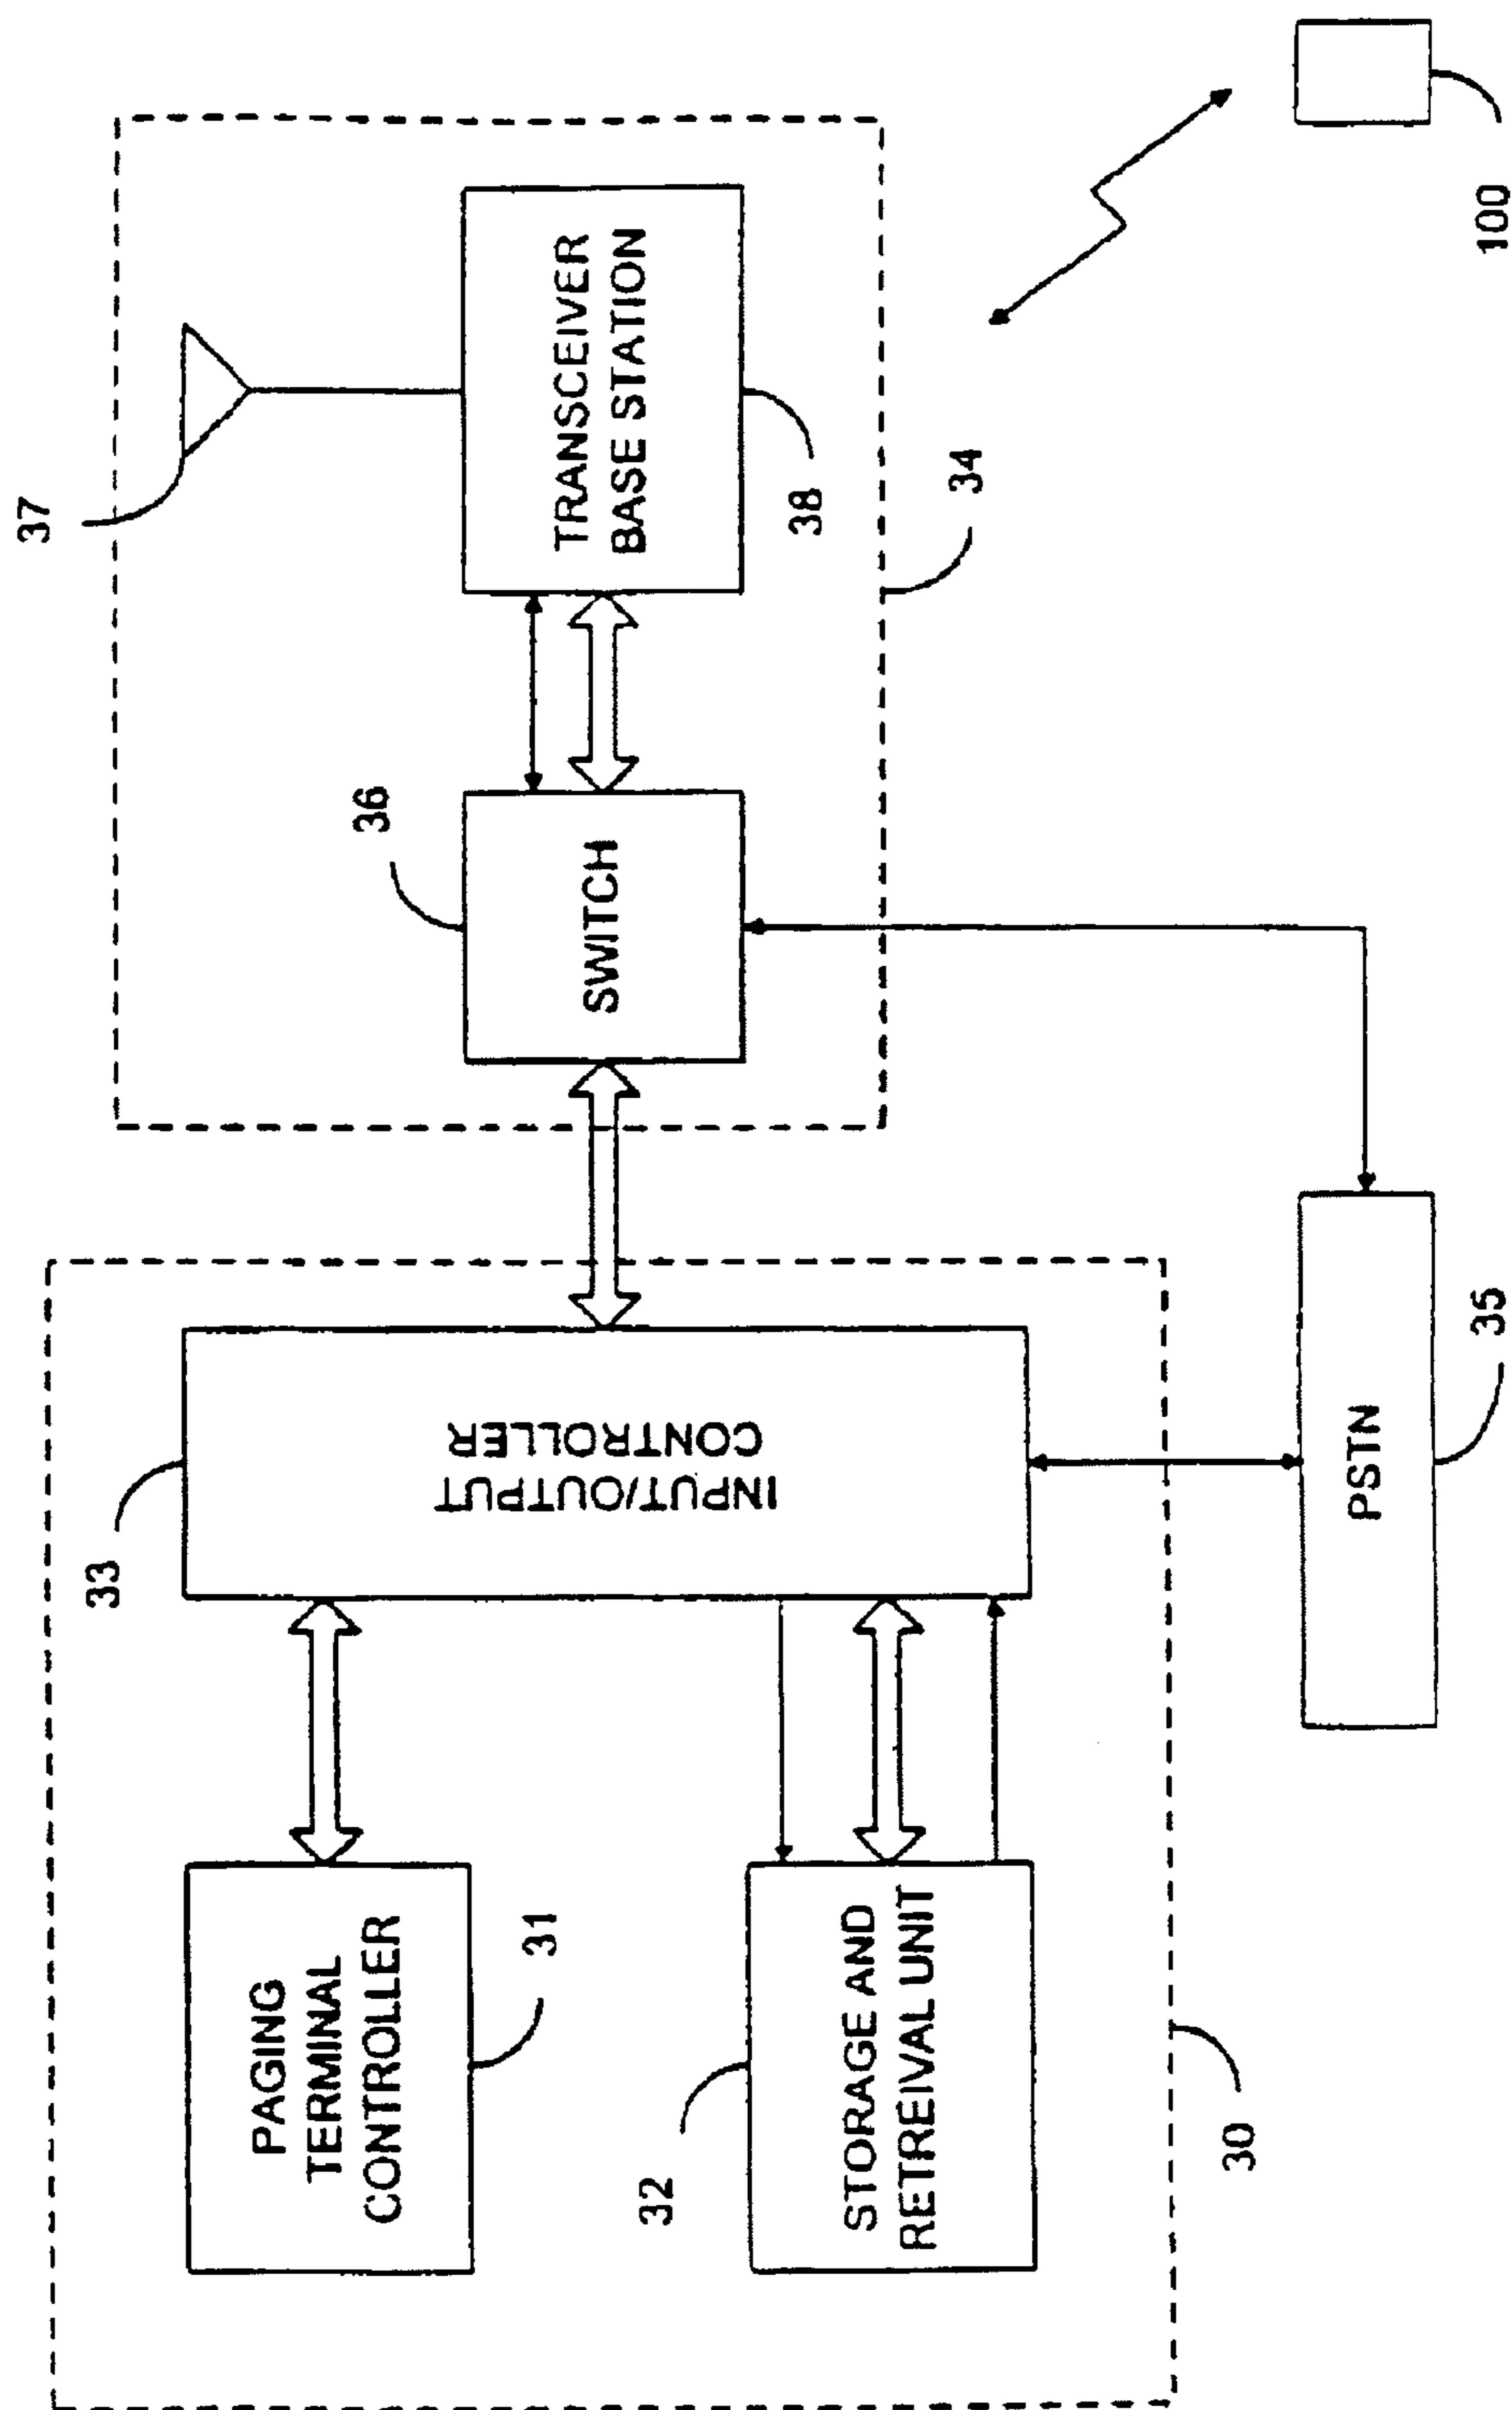 37
36
33
TRANSCEIVER
BASE STATION
38
SWITCH
34
INPUT/OUTPUT
CONTROLLER
PAGING
TERMINAL
CONTROLLER
31
32
STORAGE AND
RETREIVAL UNIT
30
PSTN
35
100